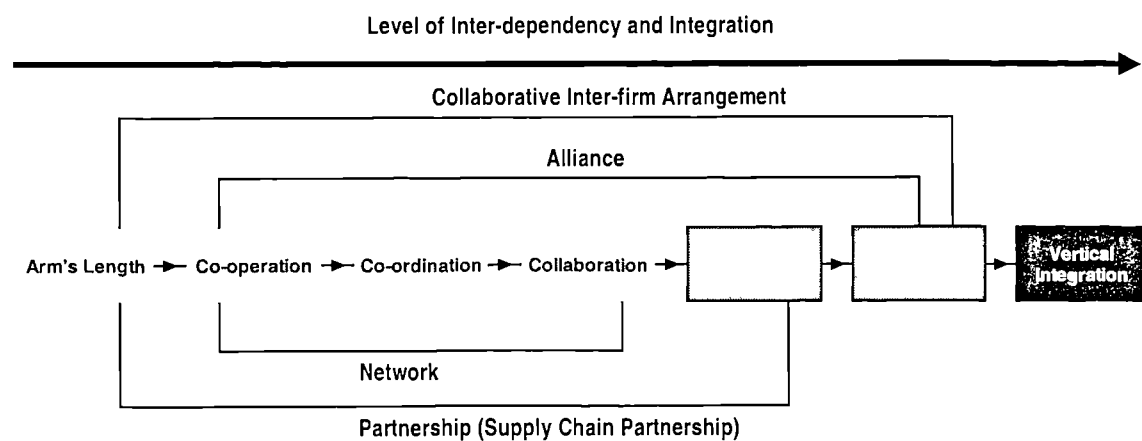 Level of Inter-dependency and Integration
Collaborative Inter-firm Arrangement
Alliance
Arm's Length Co-operation Co-ordination Collaboration Vertical
Integration
Network
Partnership (Supply Chain Partnership)